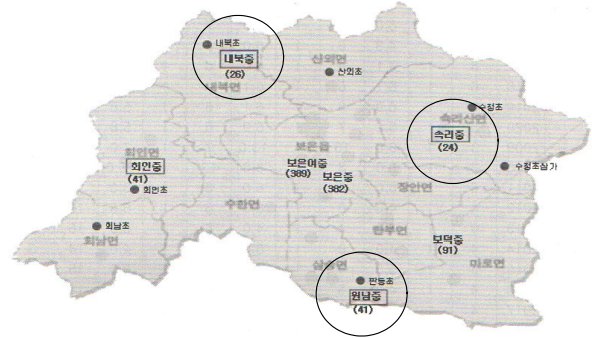 내북초
내북중
(26)
내북면
산외면
산외초
수정초
속리산면
속리중
(24)
회인면
회인중
(41)
회인초
보은읍
보은여중
(389)
보은중
(382)
수정초삼가
장안면
수한면
회남초
회남면
탄부면
보덕중
(91)
마로면
삼승면
판동초
원남중
(41)